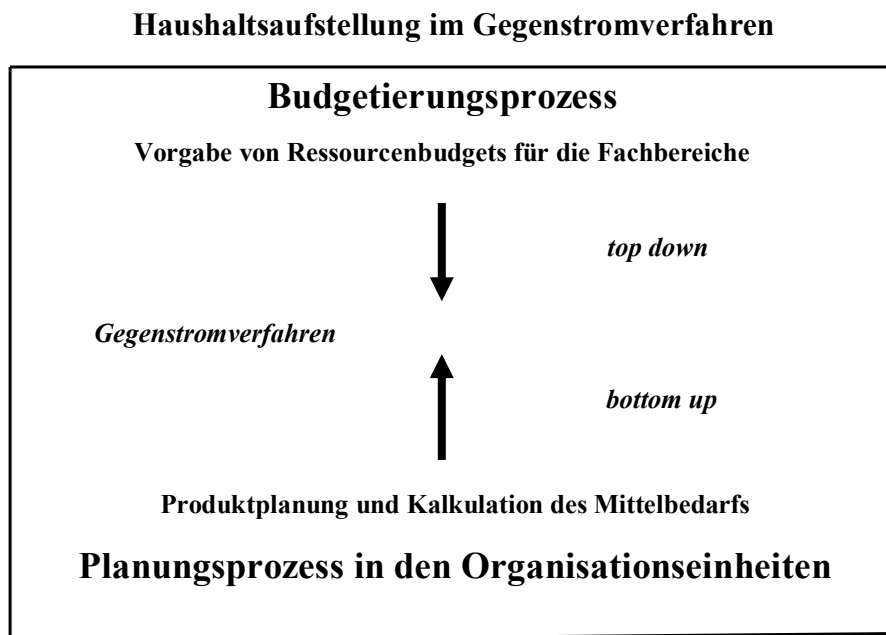 Haushaltsaufstellung im Gegenstromverfahren
Budgetierungsprozess
Vorgabe von Ressourcenbudgets für die Fachbereiche
top down
Gegenstromverfahren
bottom up
Produktplanung und Kalkulation des Mittelbedarfs
Planungsprozess in den Organisationseinheiten